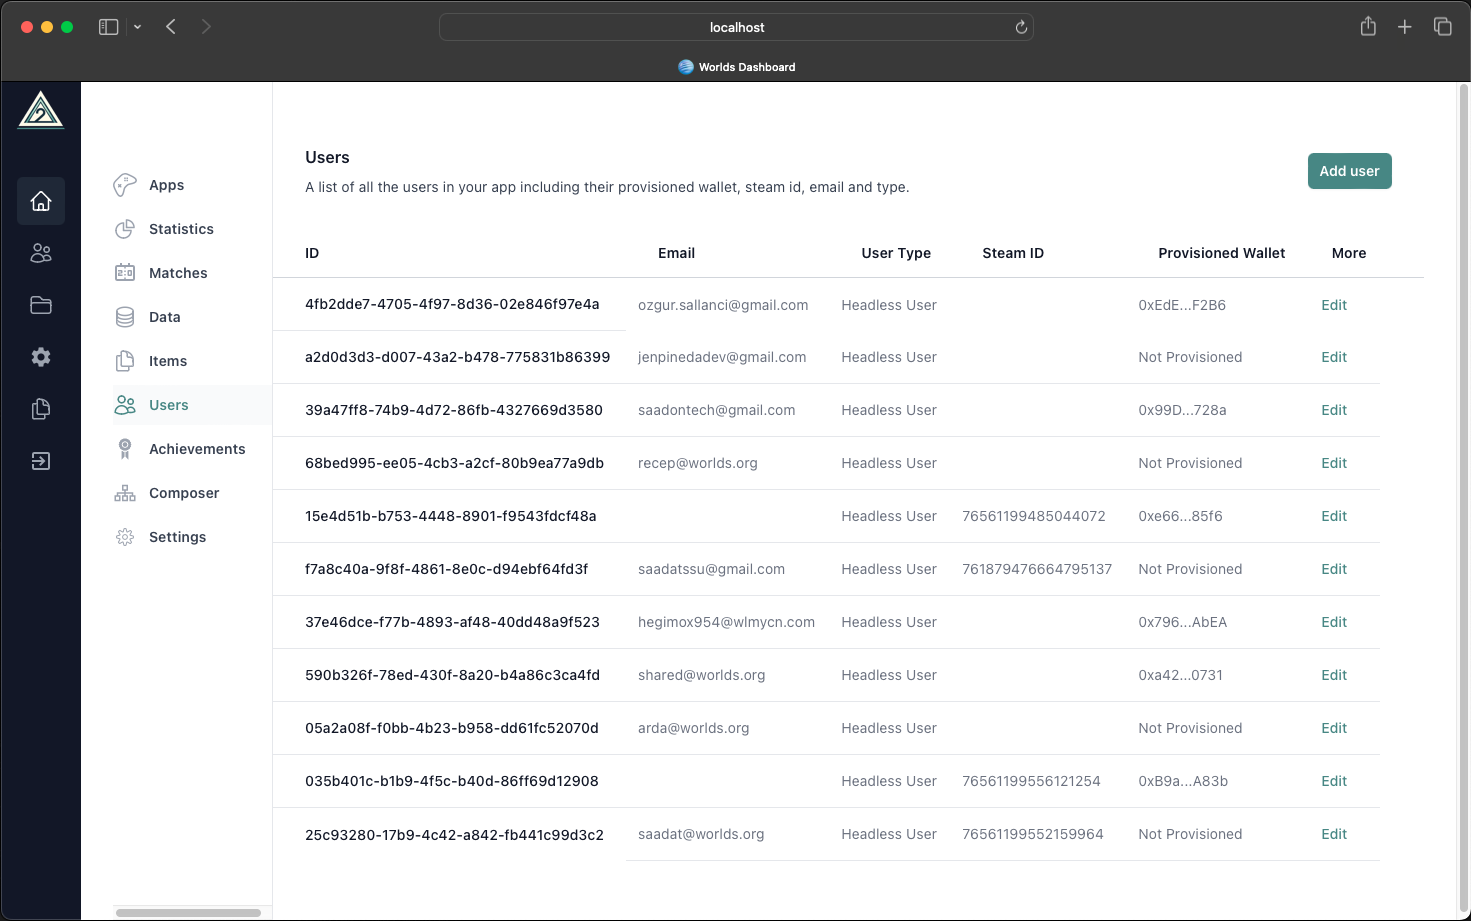 localhost
Worlds Dashboard
2
Apps
Statistics
Matches
2:0
Data
Items
Users
Achievements
Composer
Settings
Users
A list of all the users in your app including their provisioned wallet, steam id, email and type.
Add user
ID Email User Type Steam ID Provisioned Wallet More
4fb2dde7-4705-4f97-8d36-02e846f97e4a ozgur.sallanci@gmail.com Headless User 0xEdE...F2B6 Edit
a2d0d3d3-d007-43a2-b478-775831b86399 jenpinedadev@gmail.com Headless User Not Provisioned Edit
39a47ff8-74b9-4d72-86fb-4327669d3580 saadontech@gmail.com Headless User 0x99D...728a Edit
68bed995-ee05-4cb3-a2cf-80b9ea77a9db recep@worlds.org Headless User Not Provisioned Edit
15e4d51b-b753-4448-8901-f9543fdcf48a Headless User 76561199485044072 0xe66...85f6 Edit
f7a8c40a-9f8f-4861-8e0c-d94ebf64fd3f saadatssu@gmail.com Headless User 761879476664795137 Not Provisioned Edit
37e46dce-f77b-4893-af48-40dd48a9f523 hegimox954@wlmycn.com Headless User 0x796...AbEA Edit
590b326f-78ed-430f-8a20-b4a86c3ca4fd shared@worlds.org Headless User 0xa42...0731 Edit
05a2a08f-f0bb-4b23-b958-dd61fc52070d arda@worlds.org Headless User Not Provisioned Edit
035b401c-b1b9-4f5c-b40d-86ff69d12908 Headless User 76561199556121254 0xB9a...A83b Edit
25c93280-17b9-4c42-a842-fb441c99d3c2 saadat@worlds.org Headless User 76561199552159964 Not Provisioned Edit